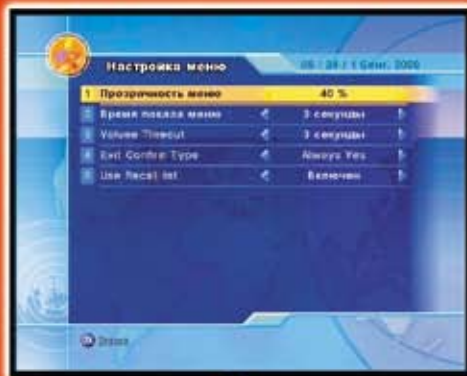 Настройка меню
1 Прозрачность меню 40 %
2 Время показа меню 3 секунды
3 Volume Timeout 3 секунды
4 Exit Confirm Type Always Yes
5 Use Recall list Включен